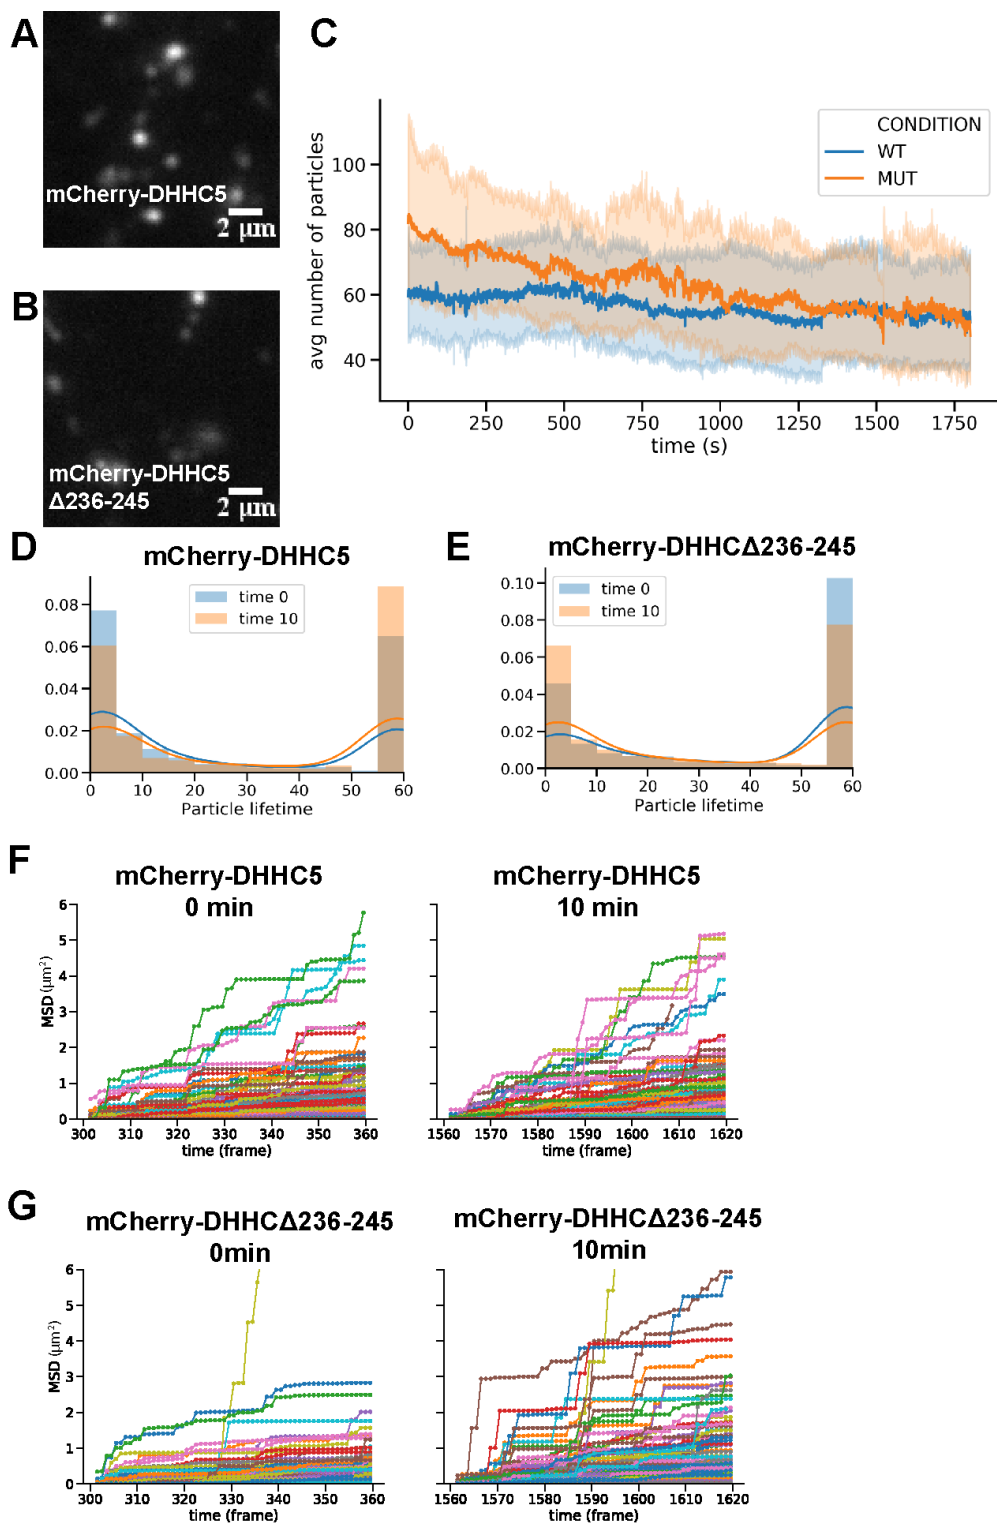 A
mCherry-DHHC5
2 μm
B
mCherry-DHHC5
Δ236-245
2 μm
C
avg number of particles
100
80
60
40
CONDITION
WT
MUT
0 250 500 750 1000 1250 1500 1750
time (s)
D
mCherry-DHHC5
time 0
time 10
0.08
0.06
0.04
0.02
0.00
0 10 20 30 40 50 60
Particle lifetime
E
mCherry-DHHCΔ236-245
time 0
time 10
0.10
0.08
0.06
0.04
0.02
0.00
0 10 20 30 40 50 60
Particle lifetime
F
mCherry-DHHC5
0 min
MSD (μm²)
6
5
4
3
2
1
0
300 310 320 330 340 350 360
time (frame)
mCherry-DHHC5
10 min
1560 1570 1580 1590 1600 1610 1620
time (frame)
G
mCherry-DHHCΔ236-245
0min
MSD (μm²)
6
5
4
3
2
1
0
300 310 320 330 340 350 360
time (frame)
mCherry-DHHCΔ236-245
10min
1560 1570 1580 1590 1600 1610 1620
time (frame)